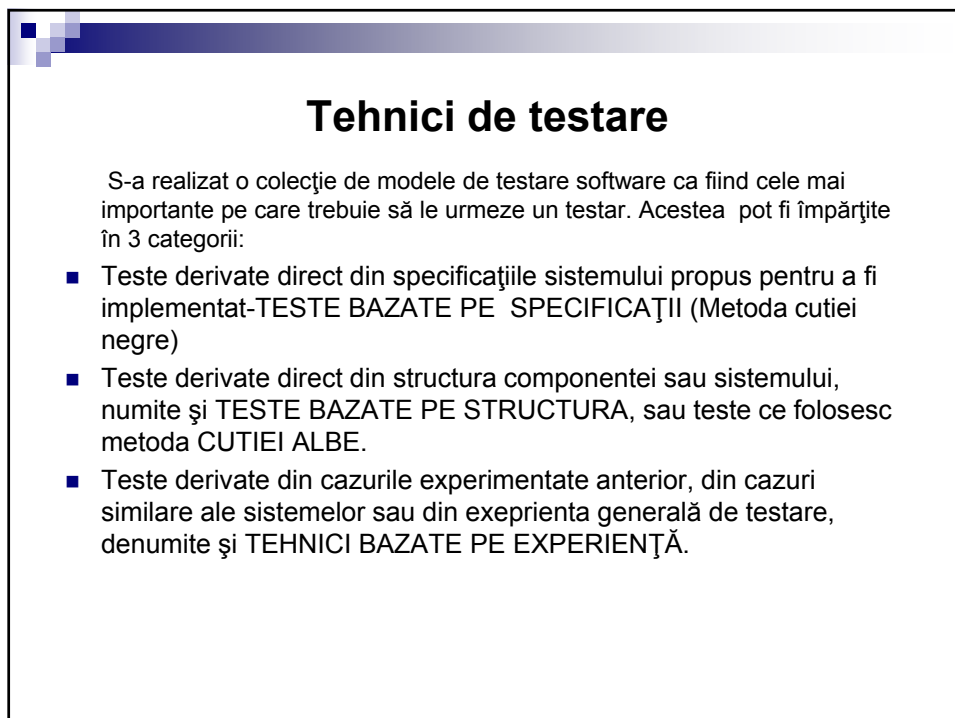 Tehnici de testare
S-a realizat o colecţie de modele de testare software ca fiind cele mai
importante pe care trebuie să le urmeze un testar. Acestea  pot fi împărţite
în 3 categorii:
Teste derivate direct din specificaţiile sistemului propus pentru a fi
implementat-TESTE BAZATE PE  SPECIFICAŢII (Metoda cutiei
negre)
Teste derivate direct din structura componentei sau sistemului,
numite şi TESTE BAZATE PE STRUCTURA, sau teste ce folosesc
metoda CUTIEI ALBE.
Teste derivate din cazurile experimentate anterior, din cazuri
similare ale sistemelor sau din exeprienta generală de testare,
denumite şi TEHNICI BAZATE PE EXPERIENŢĂ.